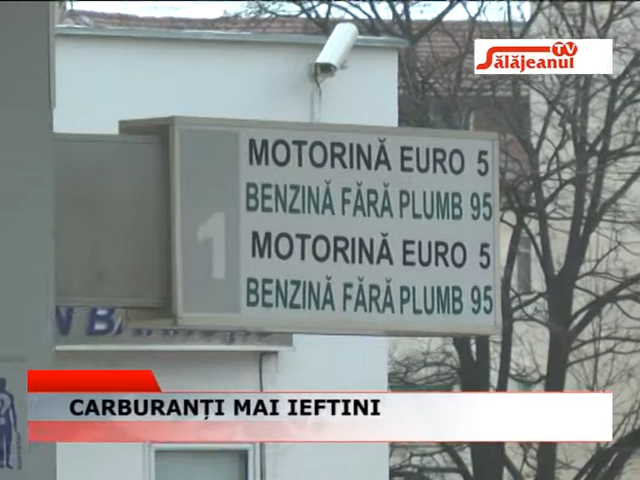 Sălăjeanul TV
MOTORINĂ EURO 5
BENZINĂ FĂRĂ PLUMB 95
1
MOTORINĂ EURO 5
BENZINĂ FĂRĂ PLUMB 95
CARBURANȚI MAI IEFTINI